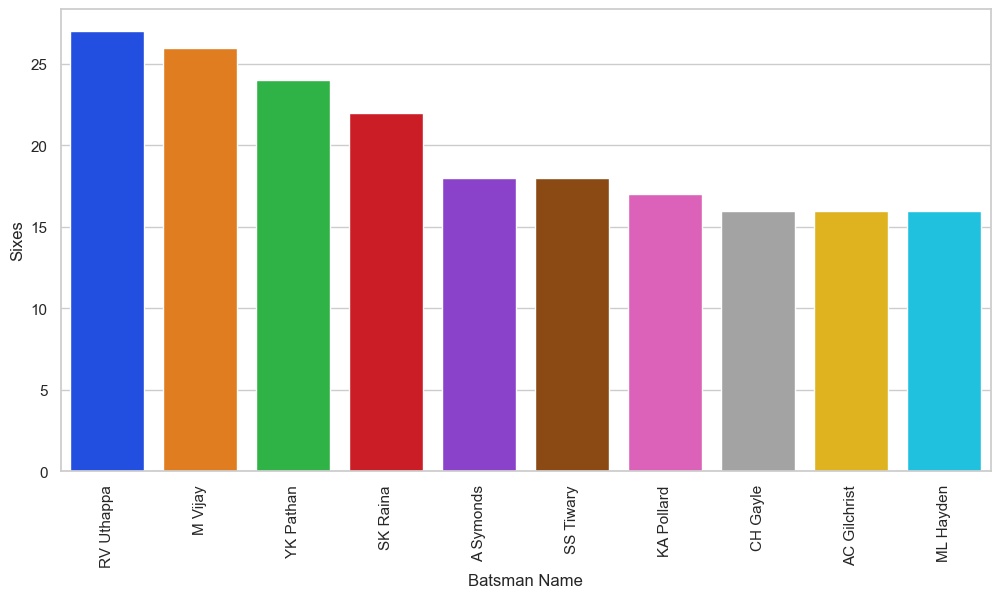 25
20
15
10
5
0
Sixes
RV Uthappa
M Vijay
YK Pathan
SK Raina
A Symonds
SS Tiwary
KA Pollard
CH Gayle
AC Gilchrist
ML Hayden
Batsman Name